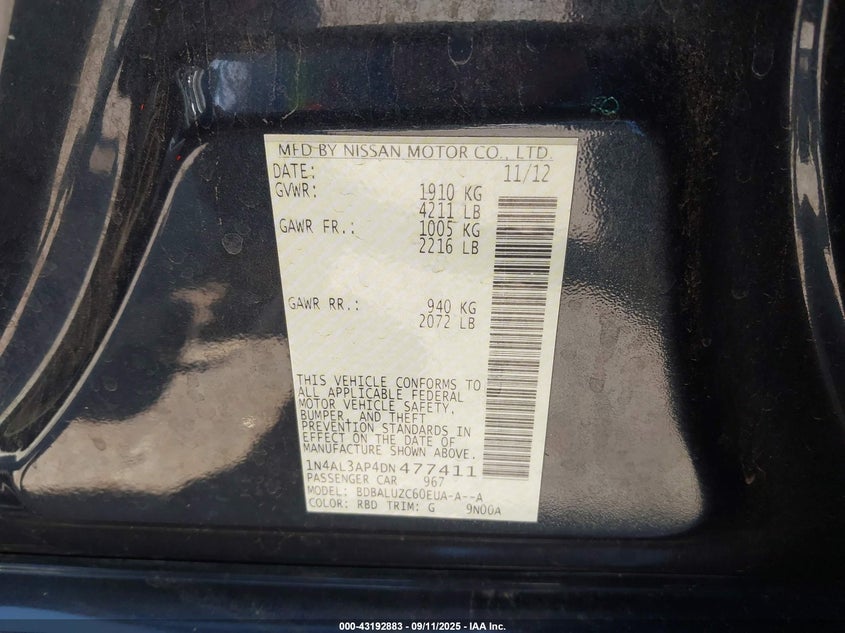 MFD BY NISSAN MOTOR CO., LTD.
DATE: 11/12
GVWR: 1910 KG
4211 LB
GAWR FR.: 1005 KG
2216 LB
GAWR RR.: 940 KG
2072 LB
THIS VEHICLE CONFORMS TO
ALL APPLICABLE FEDERAL
MOTOR VEHICLE SAFETY,
BUMPER, AND THEFT
PREVENTION STANDARDS IN
EFFECT ON THE DATE OF
MANUFACTURE SHOWN ABOVE.
1N4AL3AP4DN477411
PASSENGER CAR 967
MODEL: BDBALUZC60EUA-A--A
COLOR: RBD TRIM: G 9N00A
000-43192883 - 09/11/2025 - IAA Inc.